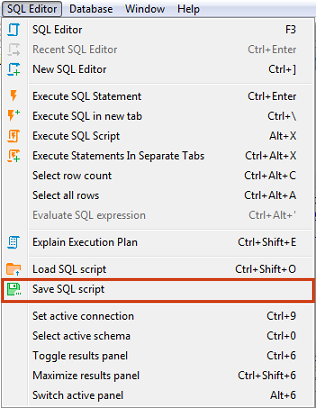 SQL Editor Database Window Help
SQL Editor F3
Recent SQL Editor Ctrl+Enter
New SQL Editor Ctrl+]
Execute SQL Statement Ctrl+Enter
Execute SQL in new tab Ctrl+\
Execute SQL Script Alt+X
Execute Statements In Separate Tabs Ctrl+Alt+X
Select row count Ctrl+Alt+C
Select all rows Ctrl+Alt+A
Evaluate SQL expression Ctrl+Alt+'
Explain Execution Plan Ctrl+Shift+E
Load SQL script Ctrl+Shift+O
Save SQL script
Set active connection Ctrl+9
Select active schema Ctrl+0
Toggle results panel Ctrl+6
Maximize results panel Ctrl+Shift+6
Switch active panel Alt+6